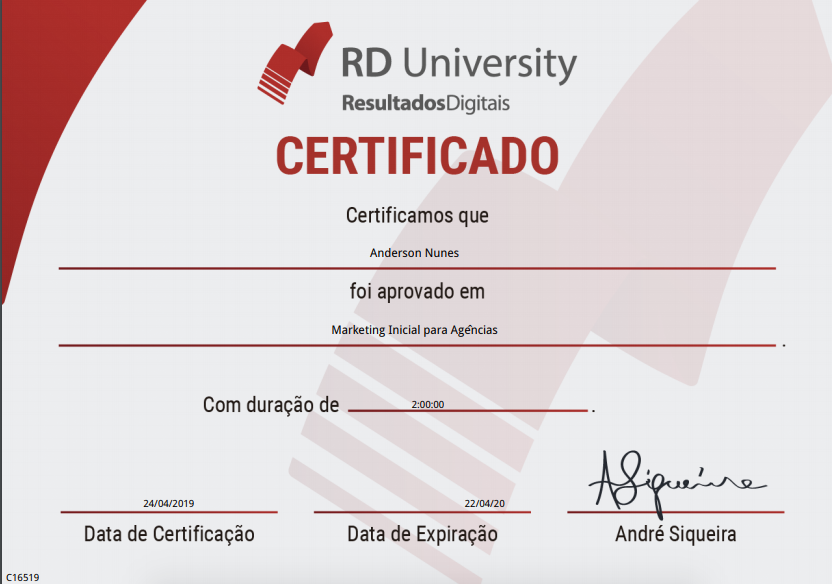 RD University
ResultadosDigitais
CERTIFICADO
Certificamos que
Anderson Nunes
foi aprovado em
Marketing Inicial para Agências
.
Com duração de 2:00:00 .
24/04/2019
Data de Certificação
22/04/20
Data de Expiração
ASiqueira
André Siqueira
C16519